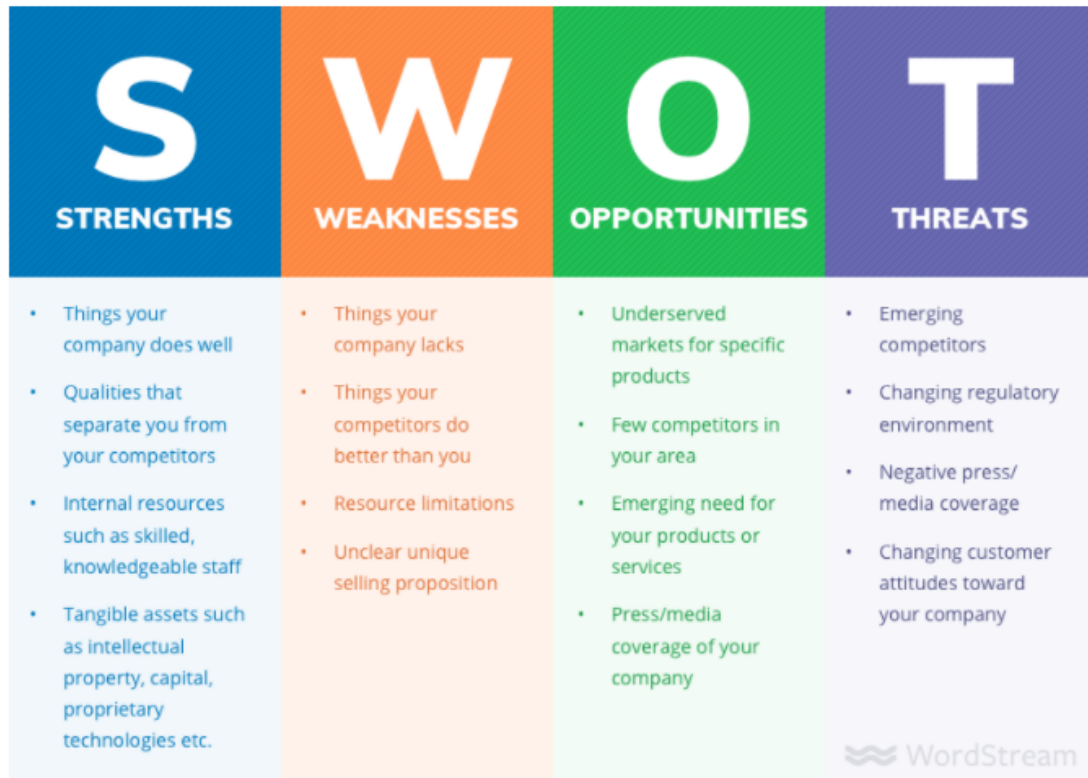 S
STRENGTHS
• Things your
company does well
• Qualities that
separate you from
your competitors
• Internal resources
such as skilled,
knowledgeable staff
• Tangible assets such
as intellectual
property, capital,
proprietary
technologies etc.
W
WEAKNESSES
• Things your
company lacks
• Things your
competitors do
better than you
• Resource limitations
• Unclear unique
selling proposition
O
OPPORTUNITIES
• Underserved
markets for specific
products
• Few competitors in
your area
• Emerging need for
your products or
services
• Press/media
coverage of your
company
T
THREATS
• Emerging
competitors
• Changing regulatory
environment
• Negative press/
media coverage
• Changing customer
attitudes toward
your company
WordStream